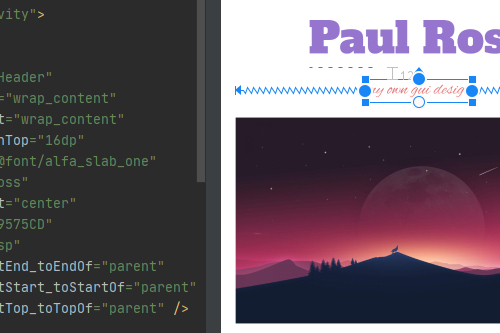 vity">
Header"
="wrap_content"
t="wrap_content"
nTop="16dp"
@font/alfa_slab_one"
oss"
t="center"
9575CD"
sp"
tEnd_toEndOf="parent"
tStart_toStartOf="parent"
tTop_toTopOf="parent" />
Paul Ros
my own gui desig